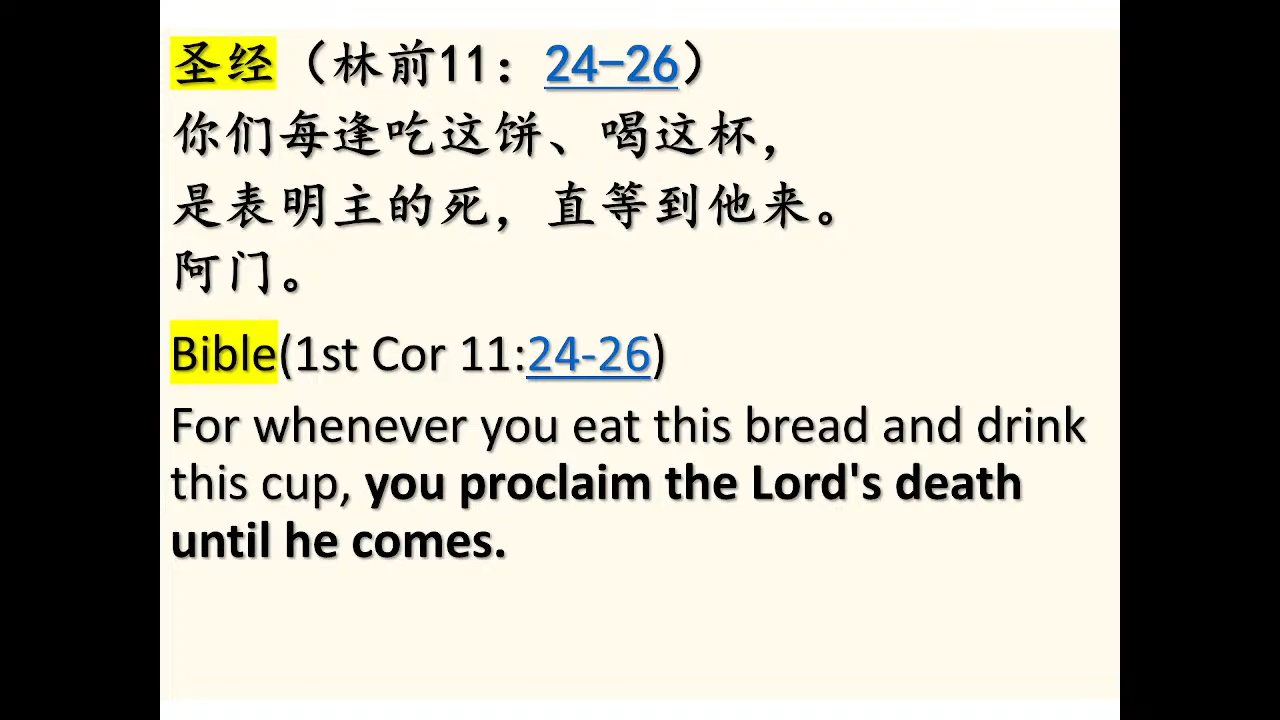 圣经（林前11：24-26）
你们每逢吃这饼、喝这杯，
是表明主的死，直等到他来。
阿门。
Bible(1st Cor 11:24-26)
For whenever you eat this bread and drink
this cup, you proclaim the Lord's death
until he comes.